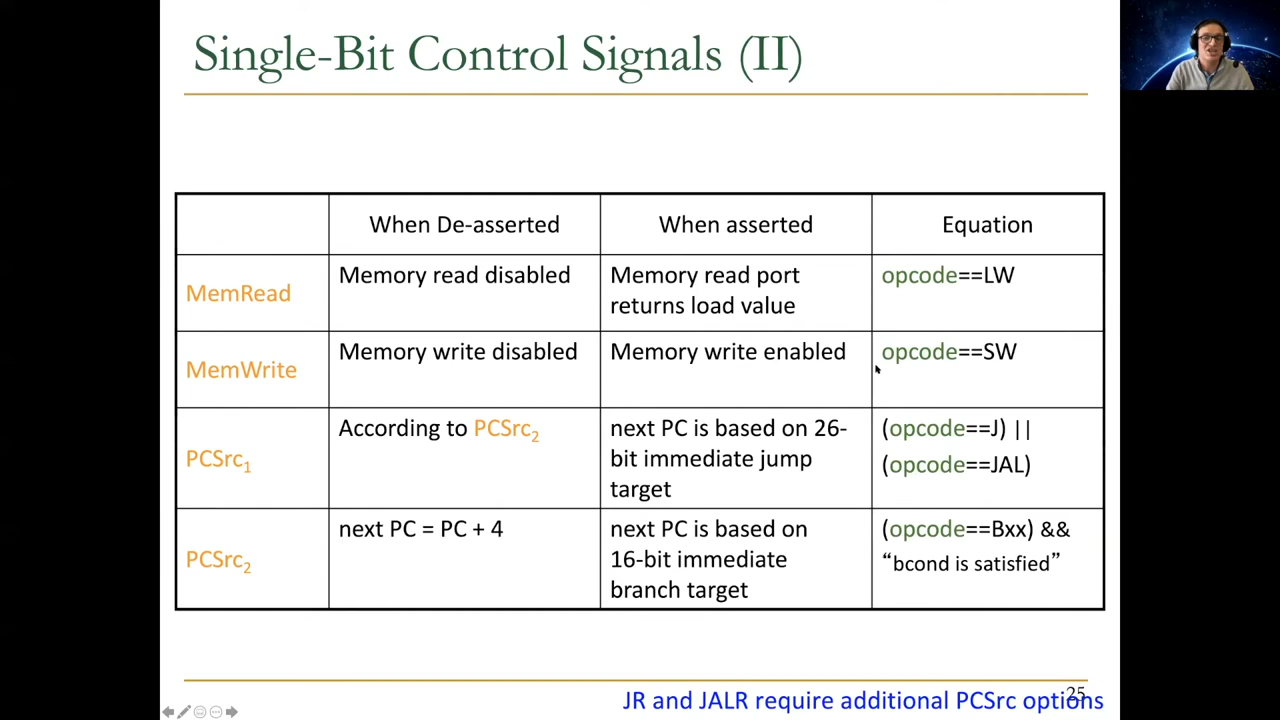 Single-Bit Control Signals (II)
When De-asserted
When asserted
Equation
MemRead
Memory read disabled
Memory read port
returns load value
opcode==LW
MemWrite
Memory write disabled
Memory write enabled
opcode==SW
PCSrc₁
According to PCSrc₂
next PC is based on 26-
bit immediate jump
target
(opcode==J) ||
(opcode==JAL)
PCSrc₂
next PC = PC + 4
next PC is based on
16-bit immediate
branch target
(opcode==Bxx) &&
“bcond is satisfied”
25
JR and JALR require additional PCSrc options